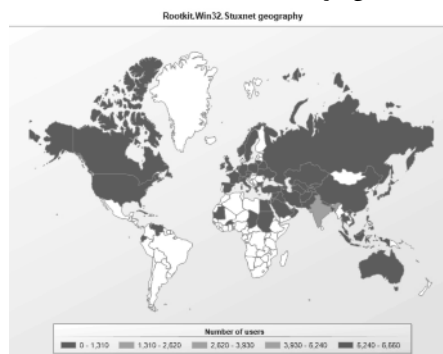 Rootkit.Win32.Stuxnet geography
Number of users
0 - 1,310 1,310 - 2,620 2,620 - 3,930 3,930 - 5,240 5,240 - 6,550